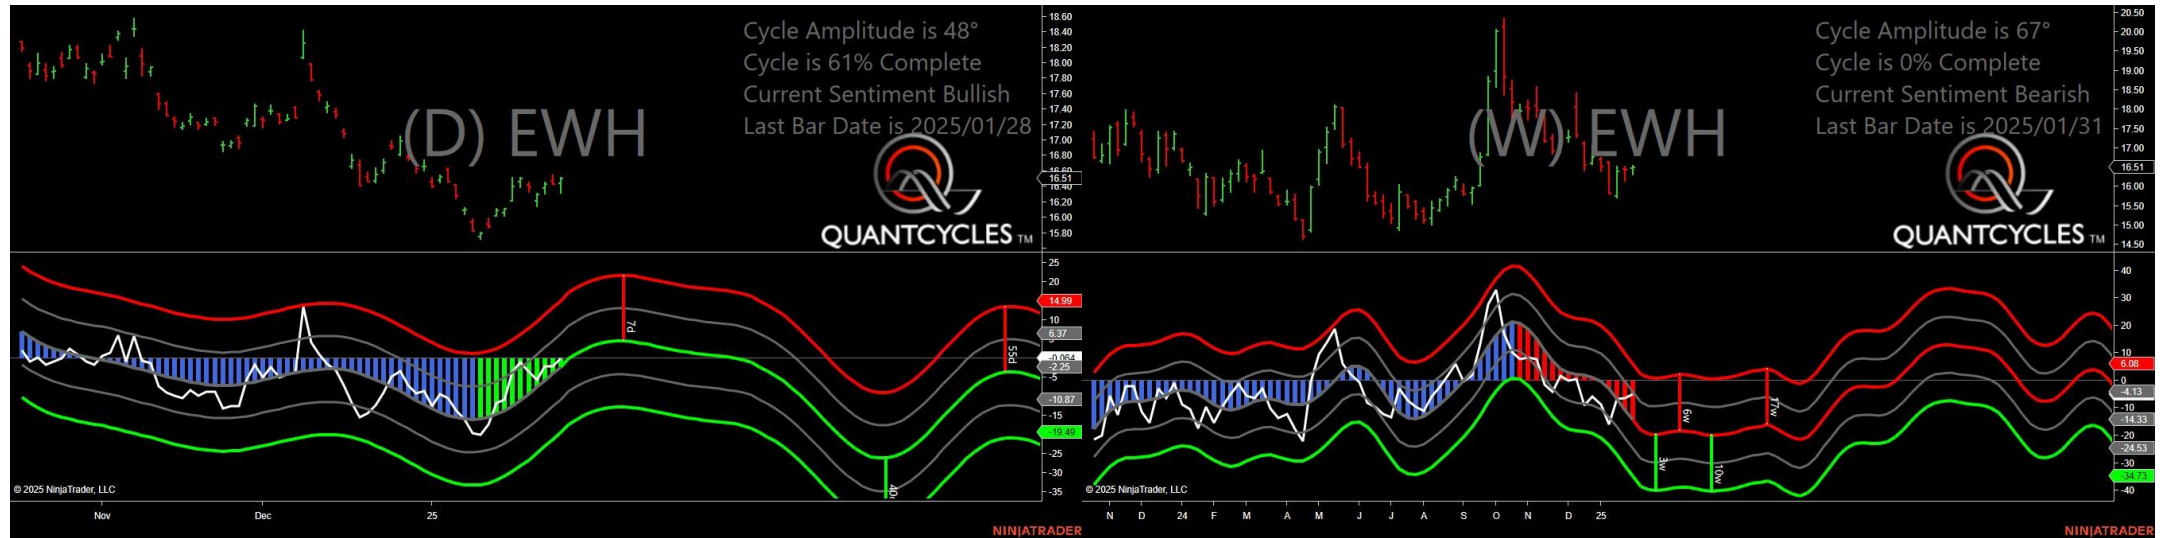 Cycle Amplitude is 48°
Cycle is 61% Complete
Current Sentiment Bullish
Last Bar Date is 2025/01/28
(D) EWH
QUANTCYCLES TM
18.60
18.40
18.20
18.00
17.80
17.60
17.40
17.20
17.00
16.80
16.51
16.40
16.20
16.00
15.80
25
20
14.99
10
6.37
-0.064
-2.25
-5
-10.87
-15
-19.49
-25
-30
-35
7d
55d
© 2025 NinjaTrader, LLC
Nov
Dec
25
NINJATRADER
Cycle Amplitude is 67°
Cycle is 0% Complete
Current Sentiment Bearish
Last Bar Date is 2025/01/31
(W) EWH
QUANTCYCLES TM
20.50
20.00
19.50
19.00
18.50
18.00
17.50
17.00
16.51
16.00
15.50
15.00
14.50
40
30
20
10
6.08
0
-4.13
-10
-14.33
-20
-24.53
-30
-34.73
-40
3w
6w
10w
17w
© 2025 NinjaTrader, LLC
N D 24 F M A M J J A S O N D 25
NINJATRADER